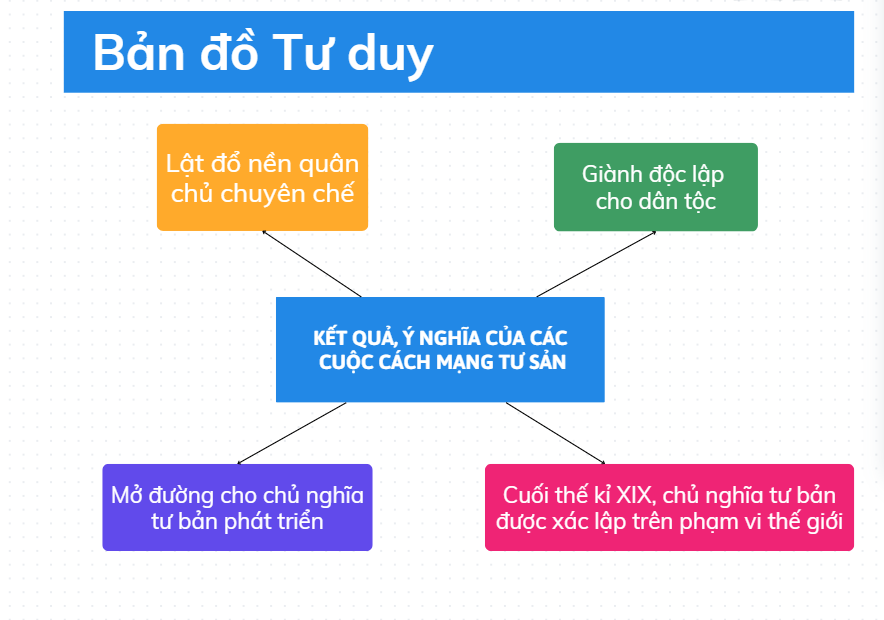 Bản đồ Tư duy
Lật đổ nền quân
chủ chuyên chế
Giành độc lập
cho dân tộc
KẾT QUẢ, Ý NGHĨA CỦA CÁC
CUỘC CÁCH MẠNG TƯ SẢN
Mở đường cho chủ nghĩa
tư bản phát triển
Cuối thế kỉ XIX, chủ nghĩa tư bản
được xác lập trên phạm vi thế giới